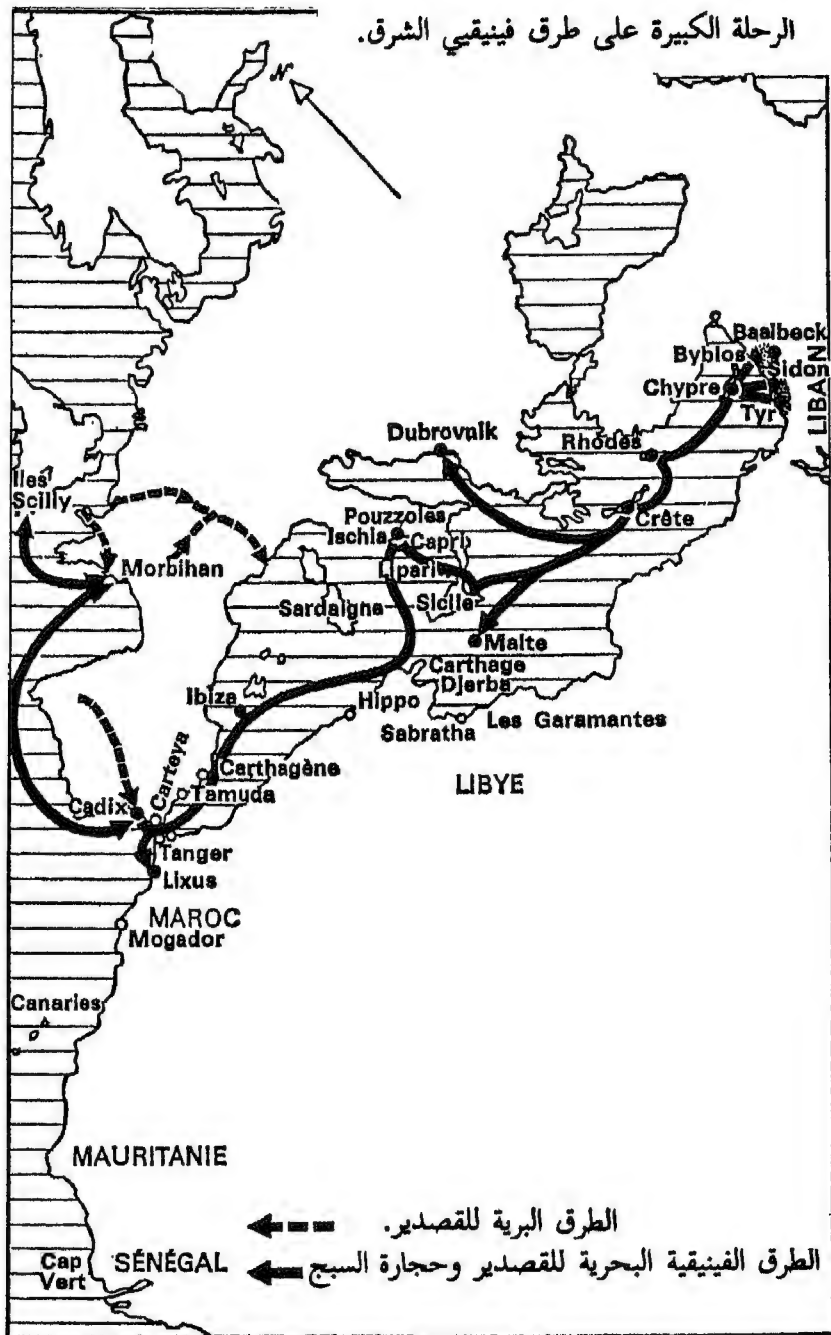 الرحلة الكبيرة على طرق فينيقيي الشرق.
N
Baalbeck
Byblos
Sidon
Chypre
Tyr
LIBAN
Dubrovnik
Rhodes
Iles
Scilly
Pouzzoles
Ischia
Capri
Crête
Morbihan
Lipari
Sardaigne
Sicile
Malte
Carthage
Djerba
Ibiza
Hippo
Les Garamantes
Sabratha
Carteya
Carthagène
LIBYE
Tamuda
Cadix
Tanger
Lixus
MAROC
Mogador
Canaries
MAURITANIE
الطرق البرية للقصدير.
Cap
Vert
SÉNÉGAL
الطرق الفينيقية البحرية للقصدير وحجارة السبج